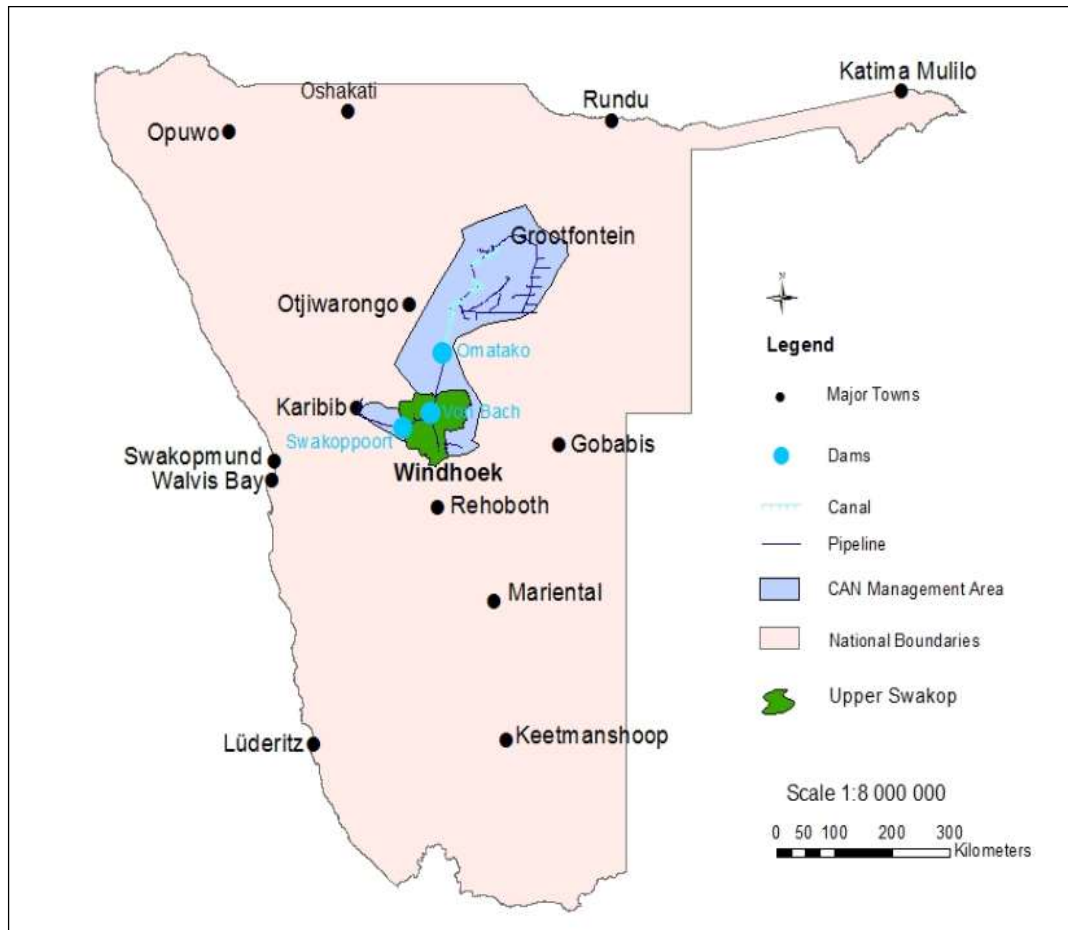 Katima Mulilo
Oshakati
Rundu
Opuwo
Grootfontein
Otjiwarongo
Omatako
Karibib
Von Bach
Swakoppoort
Gobabis
Swakopmund
Windhoek
Walvis Bay
Rehoboth
Mariental
Lüderitz
Keetmanshoop
N
Legend
Major Towns
Dams
Canal
Pipeline
CAN Management Area
National Boundaries
Upper Swakop
Scale 1:8 000 000
0 50 100 200 300
Kilometers